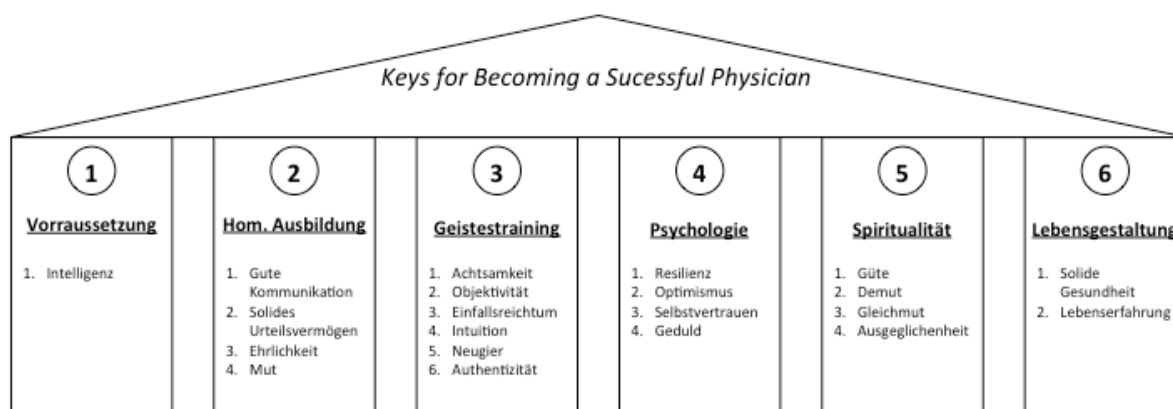 Keys for Becoming a Sucessful Physician
1
Vorraussetzung
1. Intelligenz
2
Hom. Ausbildung
1. Gute
Kommunikation
2. Solides
Urteilsvermögen
3. Ehrlichkeit
4. Mut
3
Geistestraining
1. Achtsamkeit
2. Objektivität
3. Einfallsreichtum
4. Intuition
5. Neugier
6. Authentizität
4
Psychologie
1. Resilienz
2. Optimismus
3. Selbstvertrauen
4. Geduld
5
Spiritualität
1. Güte
2. Demut
3. Gleichmut
4. Ausgeglichenheit
6
Lebensgestaltung
1. Solide
Gesundheit
2. Lebenserfahrung